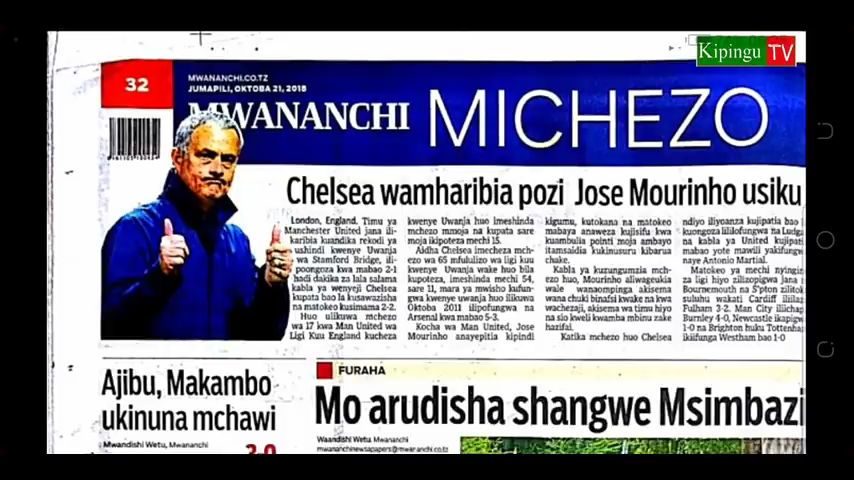 Kipingu TV
32
MWANANCHI.CO.TZ
JUMAPILI, OKTOBA 21, 2018
MWANANCHI MICHEZO
Chelsea wamharibia pozi Jose Mourinho usiku
London, England. Timu ya
Manchester United jana ili-
karibia kuandika rekodi ya
ushindi kwenye Uwanja
wa Stamford Bridge, ili-
poongoza kwa mabao 2-1
hadi dakika za lala salama
kabla ya wenyeji Chelsea
kupata bao la kusawazisha
na matokeo kusimama 2-2.
Huo ulikuwa mchezo
wa 17 kwa Man United wa
Ligi Kuu England kucheza
kwenye Uwanja huo imeshinda
mchezo mmoja na kupata sare
moja ikipoteza mechi 15.
Aidha Chelsea imecheza mch-
ezo wa 65 mfululizo wa ligi kuu
kwenye Uwanja wake huo bila
kupoteza, imeshinda mechi 54,
sare 11, mara ya mwisho kufun-
gwa kwenye uwanja huo ilikuwa
Oktoba 2011 ilipofungwa na
Arsenal kwa mabao 5-3.
Kocha wa Man United, Jose
Mourinho anayepitia kipindi
kigumu, kutokana na matokeo
mabaya anaweza kujisifu kwa
kuambulia pointi moja ambayo
itamsaidia kukinusuru kibarua
chake.
Kabla ya kuzungumzia mch-
ezo huo, Mourinho aliwagukia
wale wanaompinga akisema
wana chuki binafsi kwake na kwa
wachezaji, akisema wa timu hiyo
na sio kweli kwamba mbinu zake
hazifai.
Katika mchezo huo Chelsea
ndiyo iliyoanza kujipatia bao
kuongoza lililofungwa na
na kabla ya United kujipati
mabao yote mawili yakifung
nye Antonio Martial.
Matokeo ya mechi nyingin
za ligi hiyo zilizopigwa jana
Bournemouth na S'pton zilitok
suluhu wakati Cardiff
Fulham 3-2. Man City
Burnley 4-0, Newcastle ikapig
1-0 na Brighton huku Tottenha
ikiifunga Westham bao 1-0
Ajibu, Makambo
ukinuna mchawi
Mwandishi Wetu, Mwananchi
FURAHA
Mo arudisha shangwe Msimbazi
Waandishi Wetu, Mwananchi
mwananchinewsapapers@mwananchi.co.tz